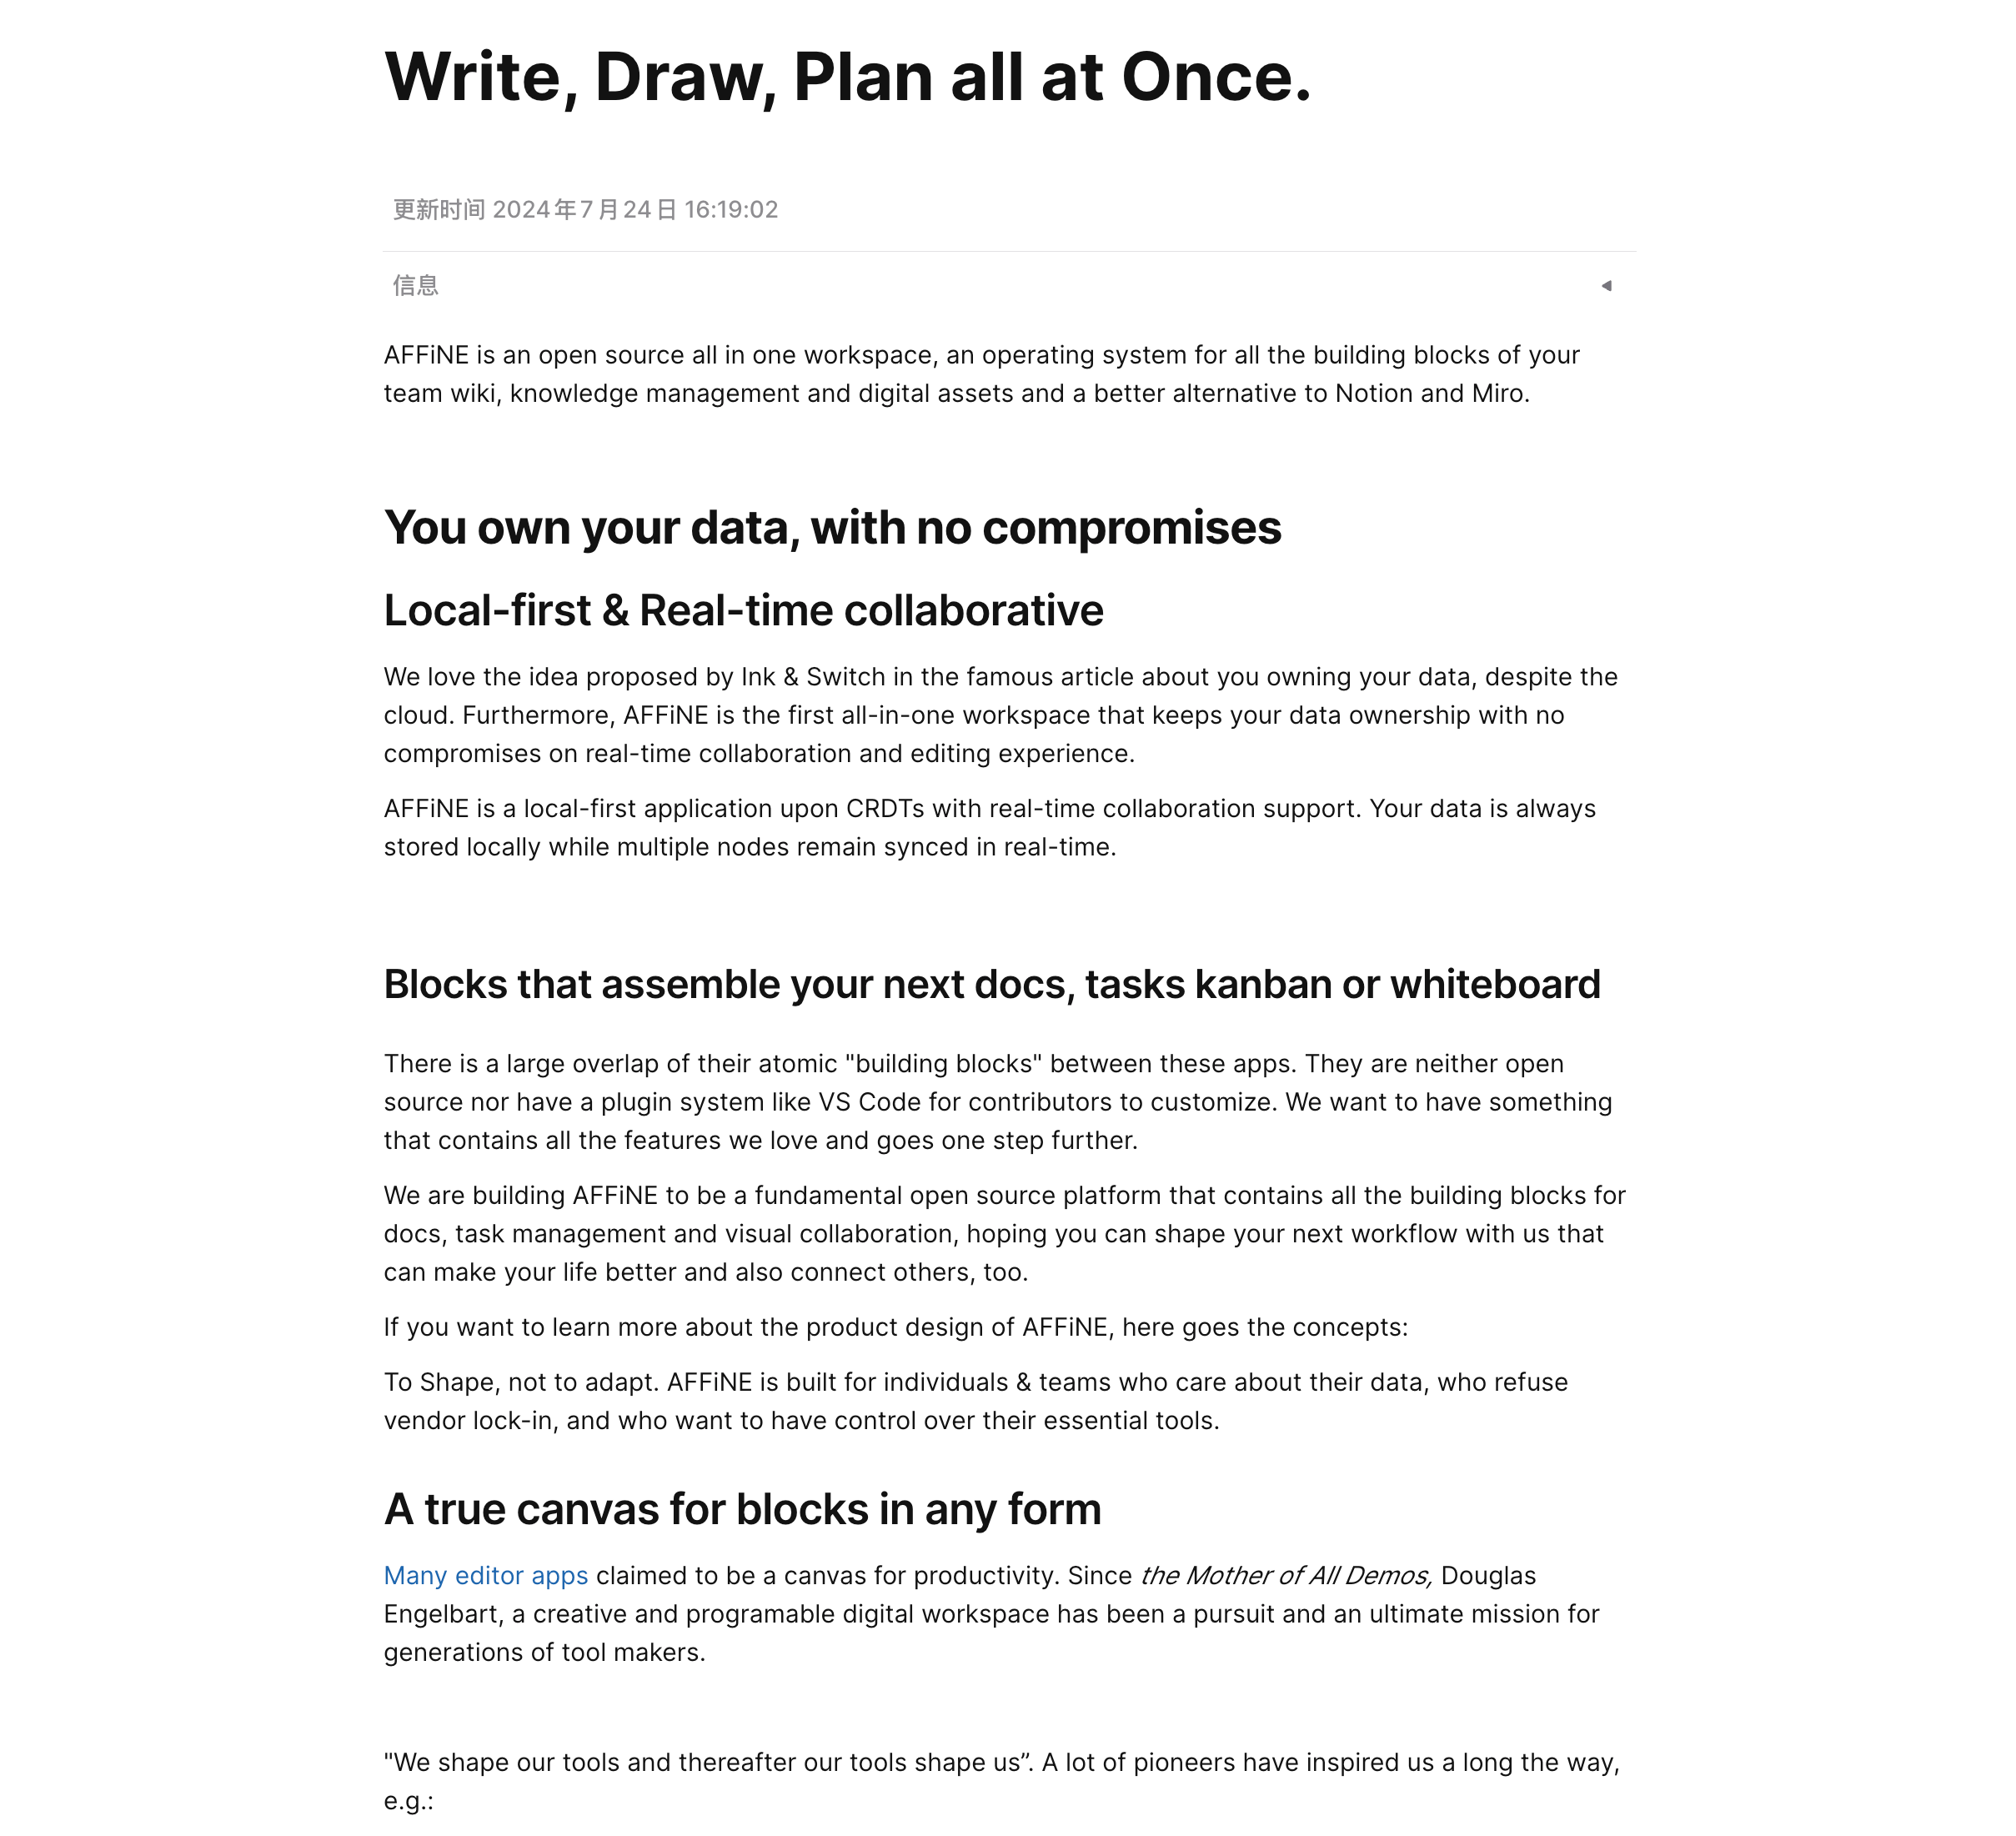 Write, Draw, Plan all at Once.
更新时间 2024年7月24日 16:19:02
信息
AFFiNE is an open source all in one workspace, an operating system for all the building blocks of your
team wiki, knowledge management and digital assets and a better alternative to Notion and Miro.
You own your data, with no compromises
Local-first & Real-time collaborative
We love the idea proposed by Ink & Switch in the famous article about you owning your data, despite the
cloud. Furthermore, AFFiNE is the first all-in-one workspace that keeps your data ownership with no
compromises on real-time collaboration and editing experience.
AFFiNE is a local-first application upon CRDTs with real-time collaboration support. Your data is always
stored locally while multiple nodes remain synced in real-time.
Blocks that assemble your next docs, tasks kanban or whiteboard
There is a large overlap of their atomic "building blocks" between these apps. They are neither open
source nor have a plugin system like VS Code for contributors to customize. We want to have something
that contains all the features we love and goes one step further.
We are building AFFiNE to be a fundamental open source platform that contains all the building blocks for
docs, task management and visual collaboration, hoping you can shape your next workflow with us that
can make your life better and also connect others, too.
If you want to learn more about the product design of AFFiNE, here goes the concepts:
To Shape, not to adapt. AFFiNE is built for individuals & teams who care about their data, who refuse
vendor lock-in, and who want to have control over their essential tools.
A true canvas for blocks in any form
Many editor apps claimed to be a canvas for productivity. Since the Mother of All Demos, Douglas
Engelbart, a creative and programable digital workspace has been a pursuit and an ultimate mission for
generations of tool makers.
"We shape our tools and thereafter our tools shape us”. A lot of pioneers have inspired us a long the way,
e.g.: